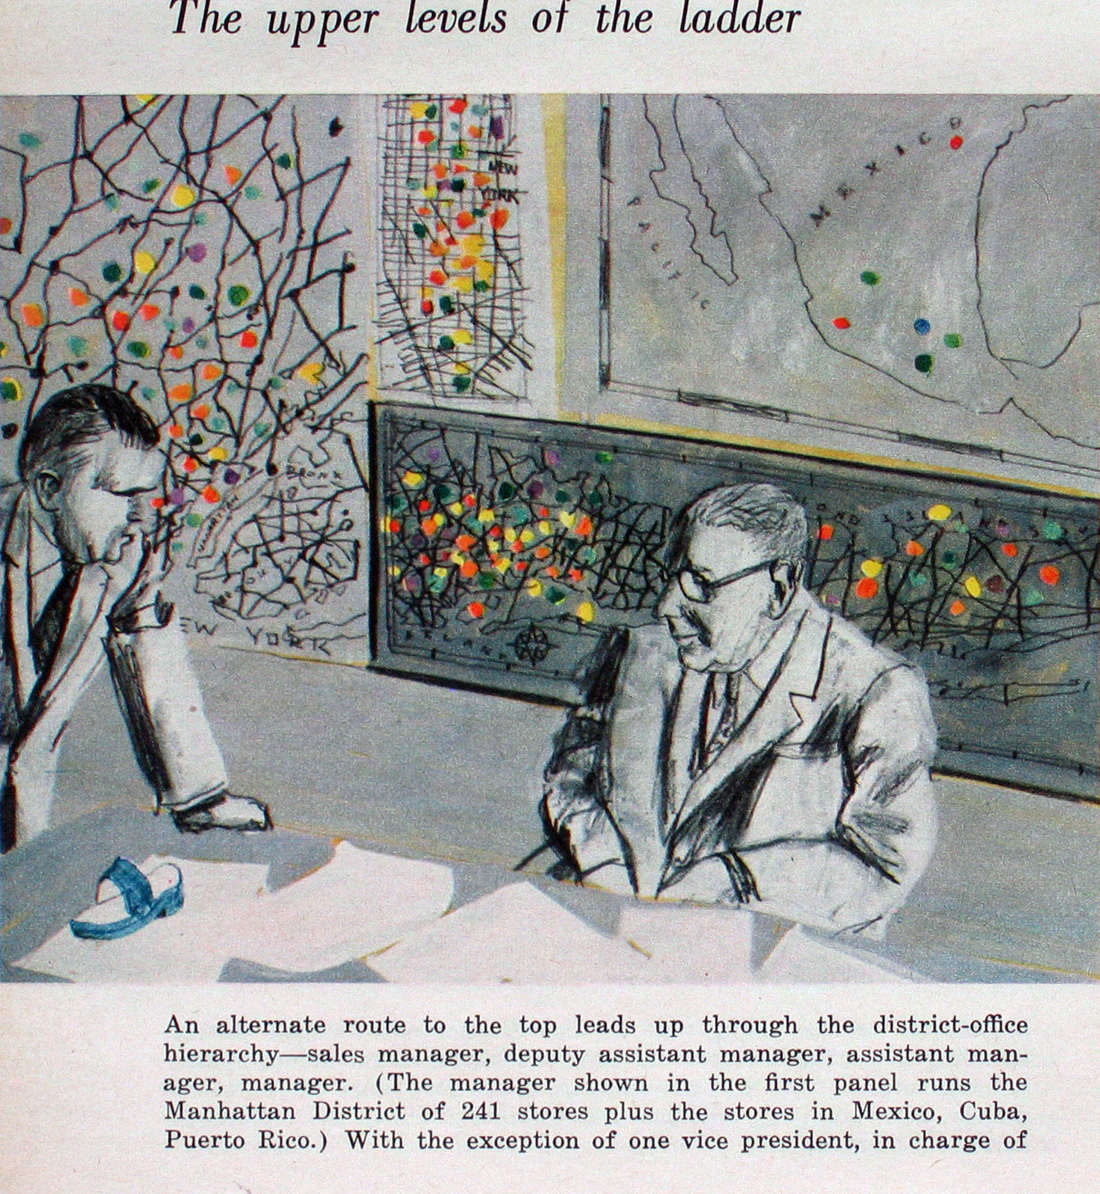 The upper levels of the ladder
NEW
YORK
MEXICO
PACIFIC
BRONX
EW YORK
An alternate route to the top leads up through the district-office
hierarchy—sales manager, deputy assistant manager, assistant man-
ager, manager. (The manager shown in the first panel runs the
Manhattan District of 241 stores plus the stores in Mexico, Cuba,
Puerto Rico.) With the exception of one vice president, in charge of